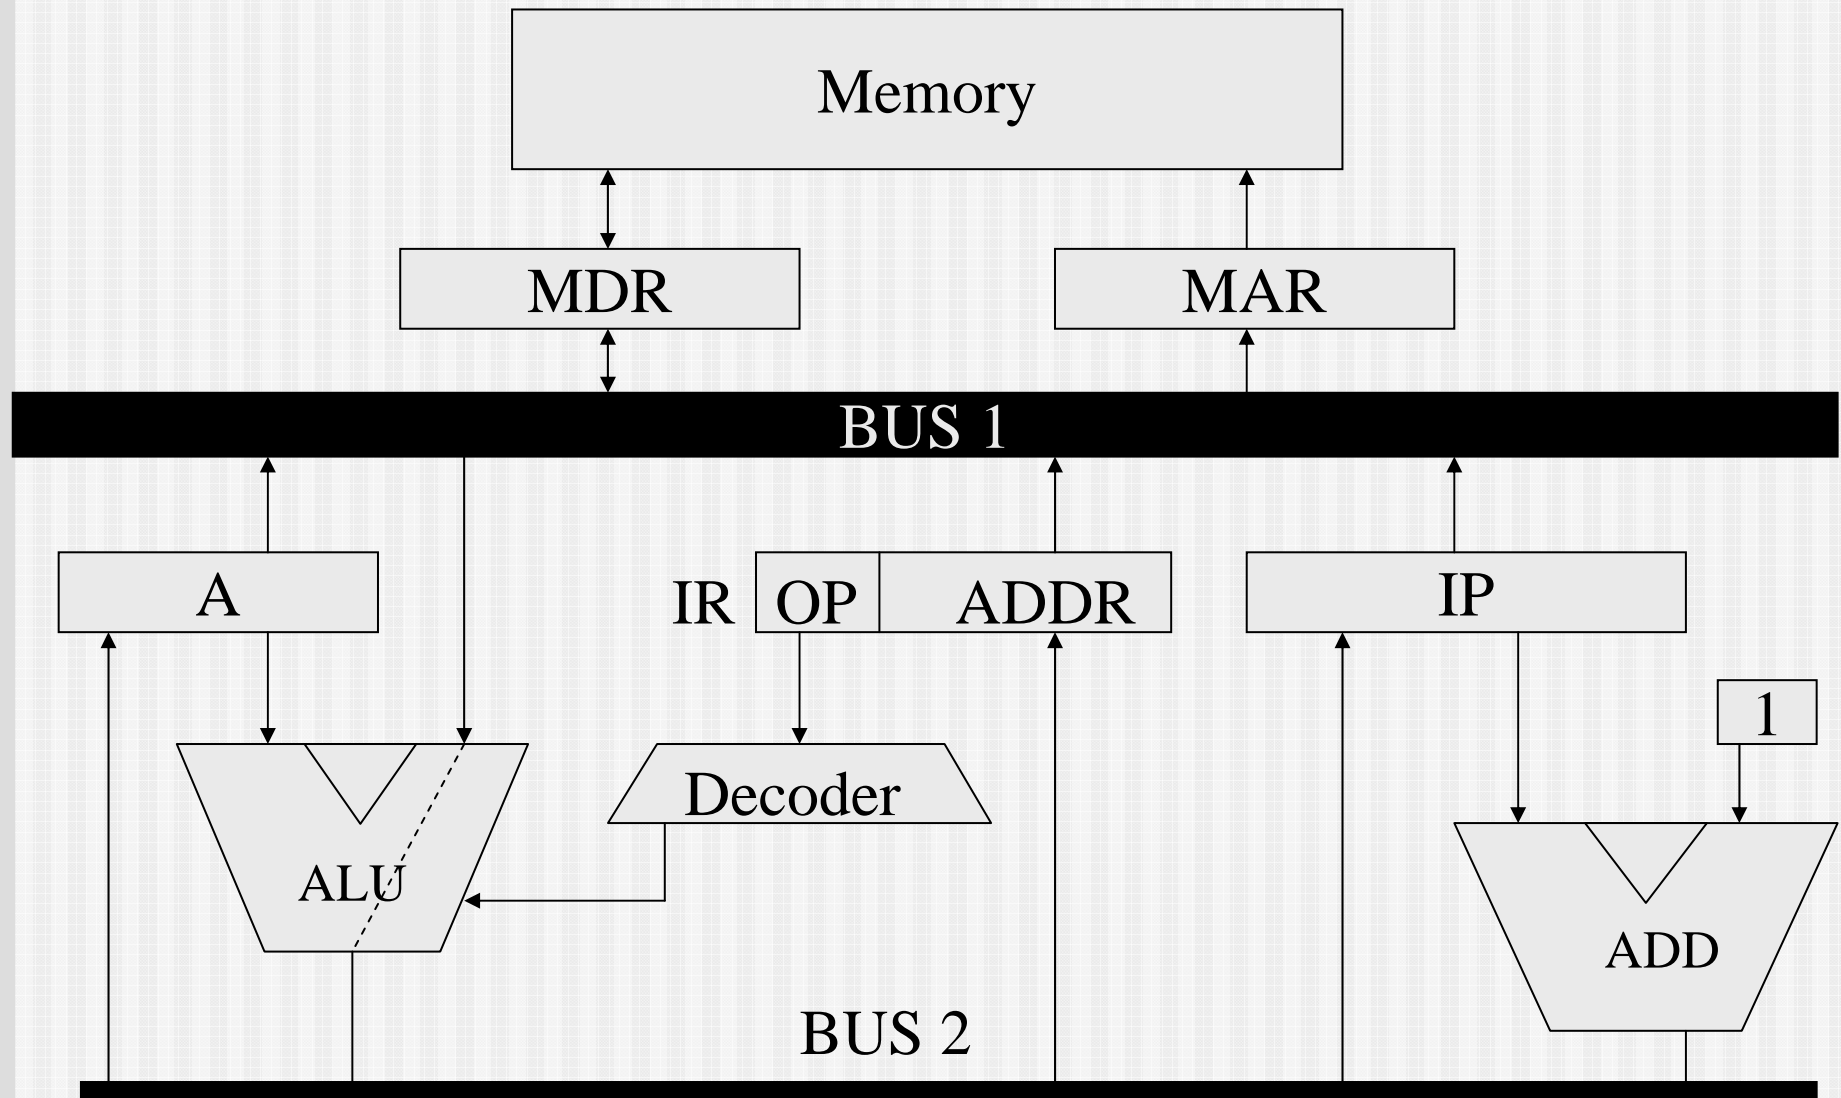 Memory
MDR
MAR
BUS 1
A
IR
OP
ADDR
IP
1
Decoder
ALU
ADD
BUS 2